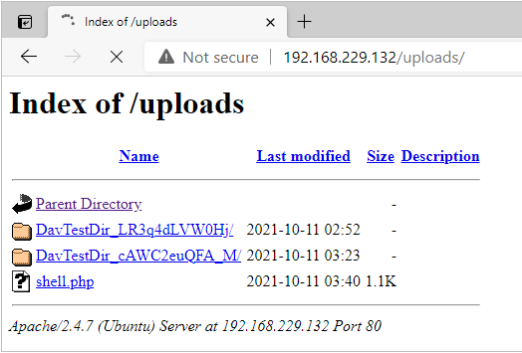 Index of /uploads
Not secure | 192.168.229.132/uploads/
Index of /uploads
Name Last modified Size Description
Parent Directory -
DavTestDir_LR3q4dLVW0Hj/ 2021-10-11 02:52 -
DavTestDir_cAWC2euQFA_M/ 2021-10-11 03:23 -
shell.php 2021-10-11 03:40 1.1K
Apache/2.4.7 (Ubuntu) Server at 192.168.229.132 Port 80